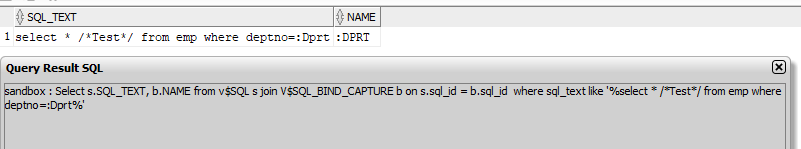 SQL_TEXT NAME
1 select * /*Test*/ from emp where deptno=:Dprt :DPRT
Query Result SQL
sandbox : Select s.SQL_TEXT, b.NAME from v$SQL s join V$SQL_BIND_CAPTURE b on s.sql_id = b.sql_id where sql_text like '%select * /*Test*/ from emp where
deptno=:Dprt%'